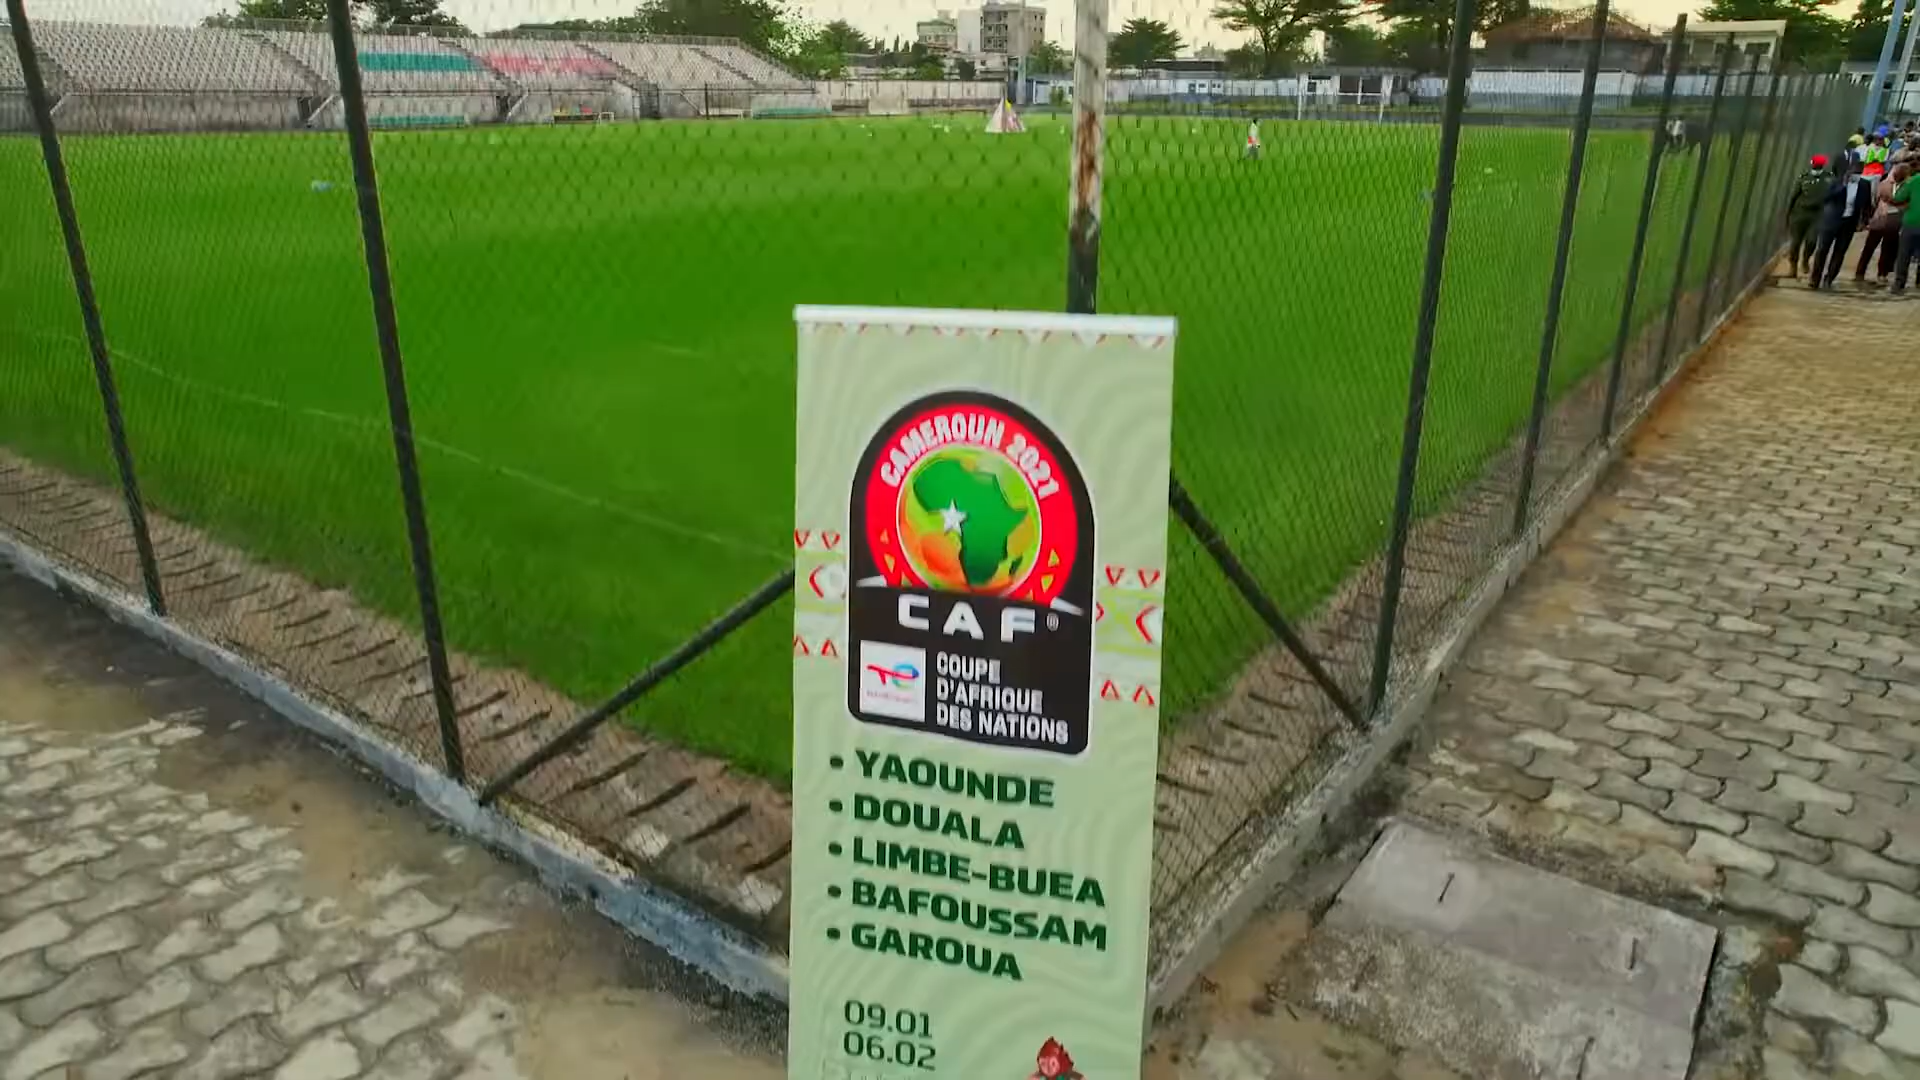 CAMEROUN 2021
CAF®
COUPE
D'AFRIQUE
DES NATIONS
• YAOUNDE
• DOUALA
• LIMBE-BUEA
• BAFOUSSAM
• GAROUA
09.01
06.02